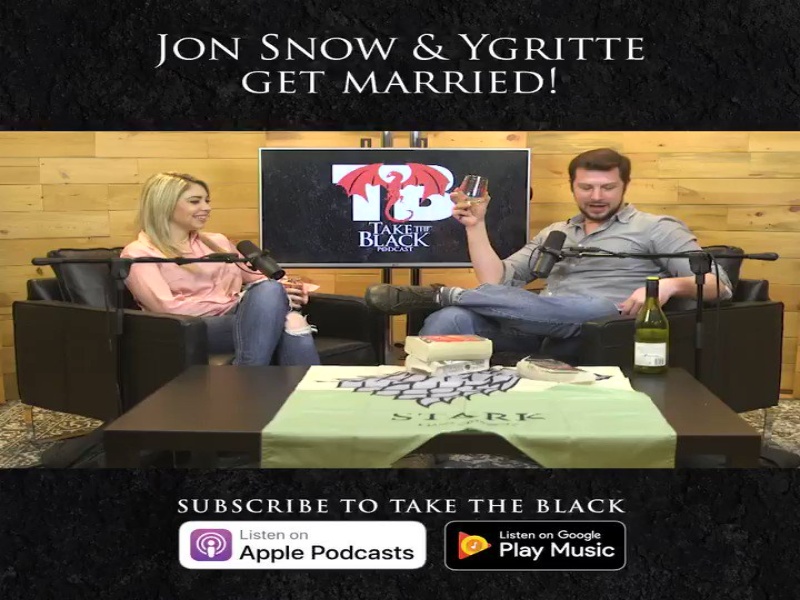 JON SNOW & YGRITTE
GET MARRIED!
TB
TAKE THE
BLACK
PODCAST
STARK
SUBSCRIBE TO TAKE THE BLACK
Listen on
Apple Podcasts
Listen on Google
Play Music